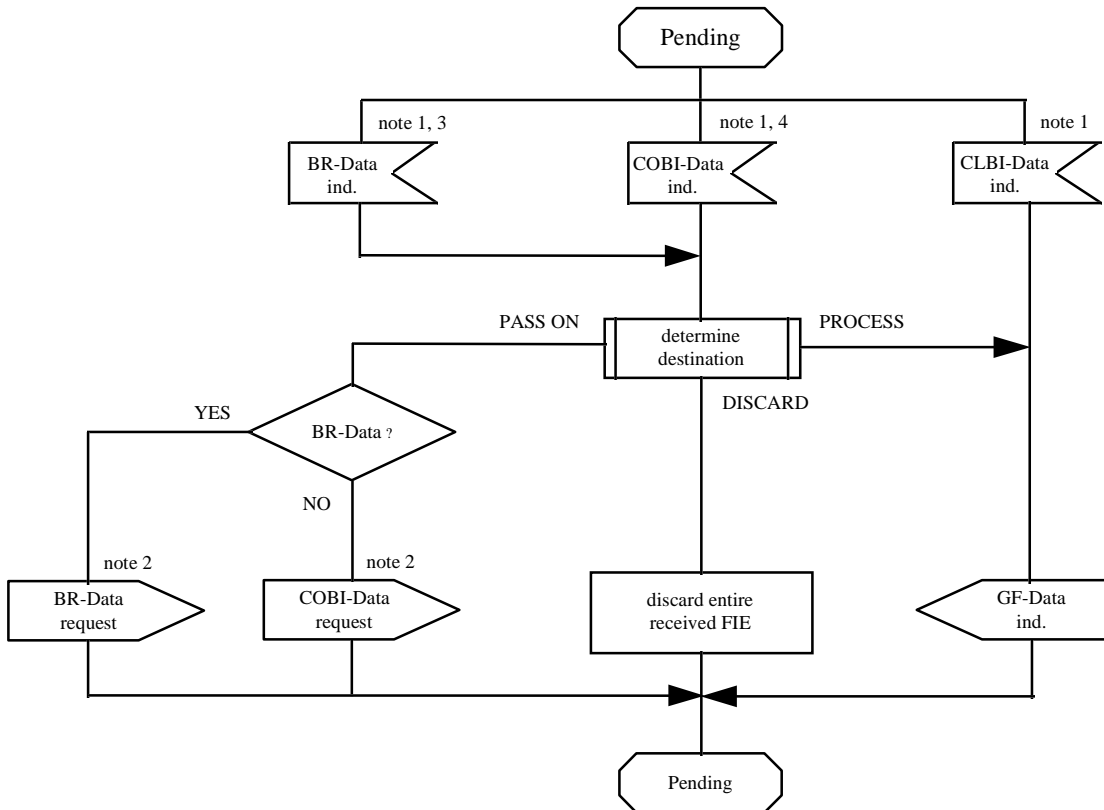 Pending
note 1, 3
note 1, 4
note 1
BR-Data
ind.
COBI-Data
ind.
CLBI-Data
ind.
PASS ON
determine
destination
PROCESS
DISCARD
YES
BR-Data ?
NO
note 2
note 2
BR-Data
request
COBI-Data
request
discard entire
received FIE
GF-Data
ind.
Pending